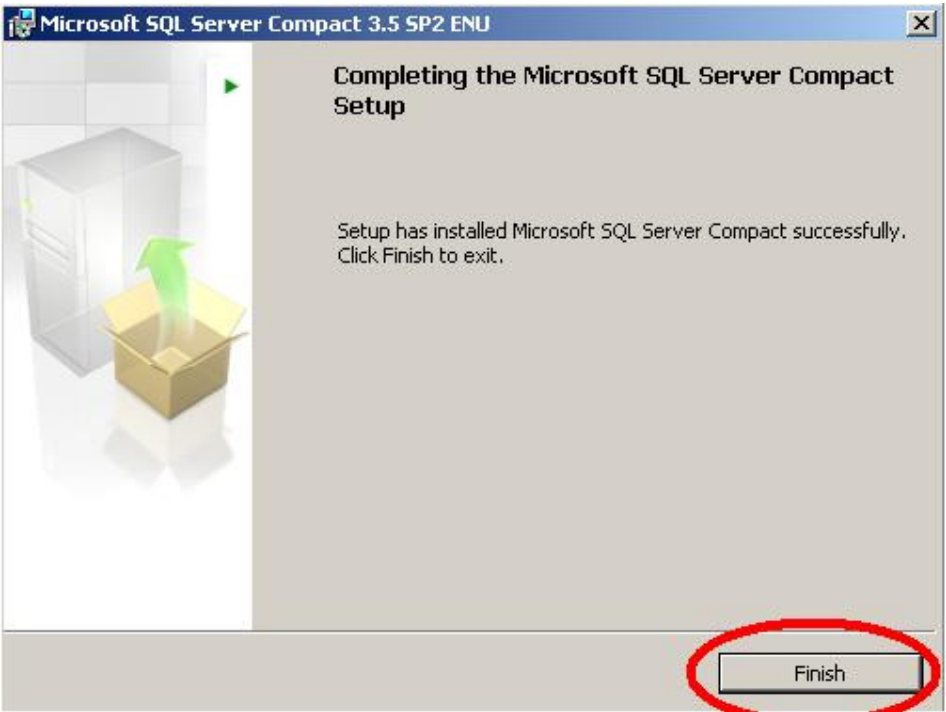 Microsoft SQL Server Compact 3.5 SP2 ENU
Completing the Microsoft SQL Server Compact
Setup
Setup has installed Microsoft SQL Server Compact successfully.
Click Finish to exit.
Finish